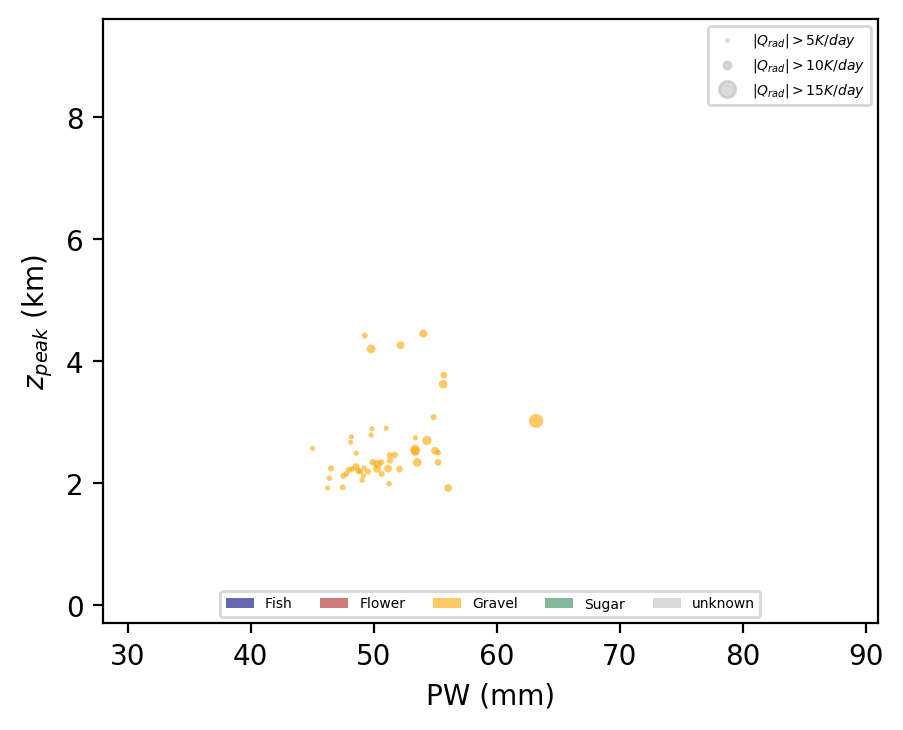 |Q_rad| > 5K/day
|Q_rad| > 10K/day
|Q_rad| > 15K/day
8
6
4
2
0
z_peak (km)
Fish Flower Gravel Sugar unknown
30 40 50 60 70 80 90
PW (mm)